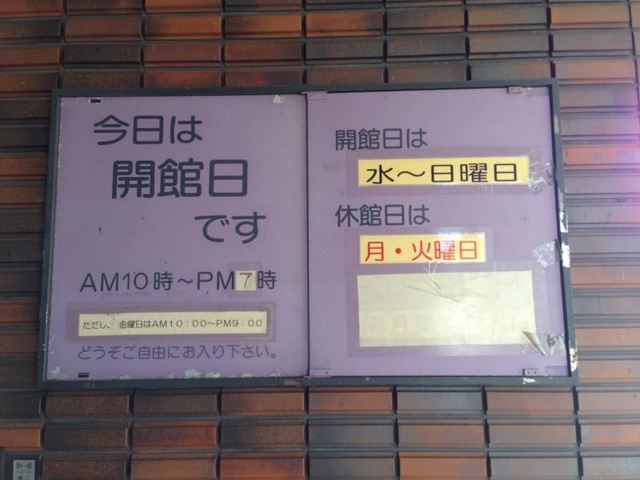 今日は
開館日
です
AM10時～PM7時
ただし、金曜日はAM10：00～PM9：00
どうぞご自由にお入り下さい。
開館日は
水～日曜日
休館日は
月・火曜日